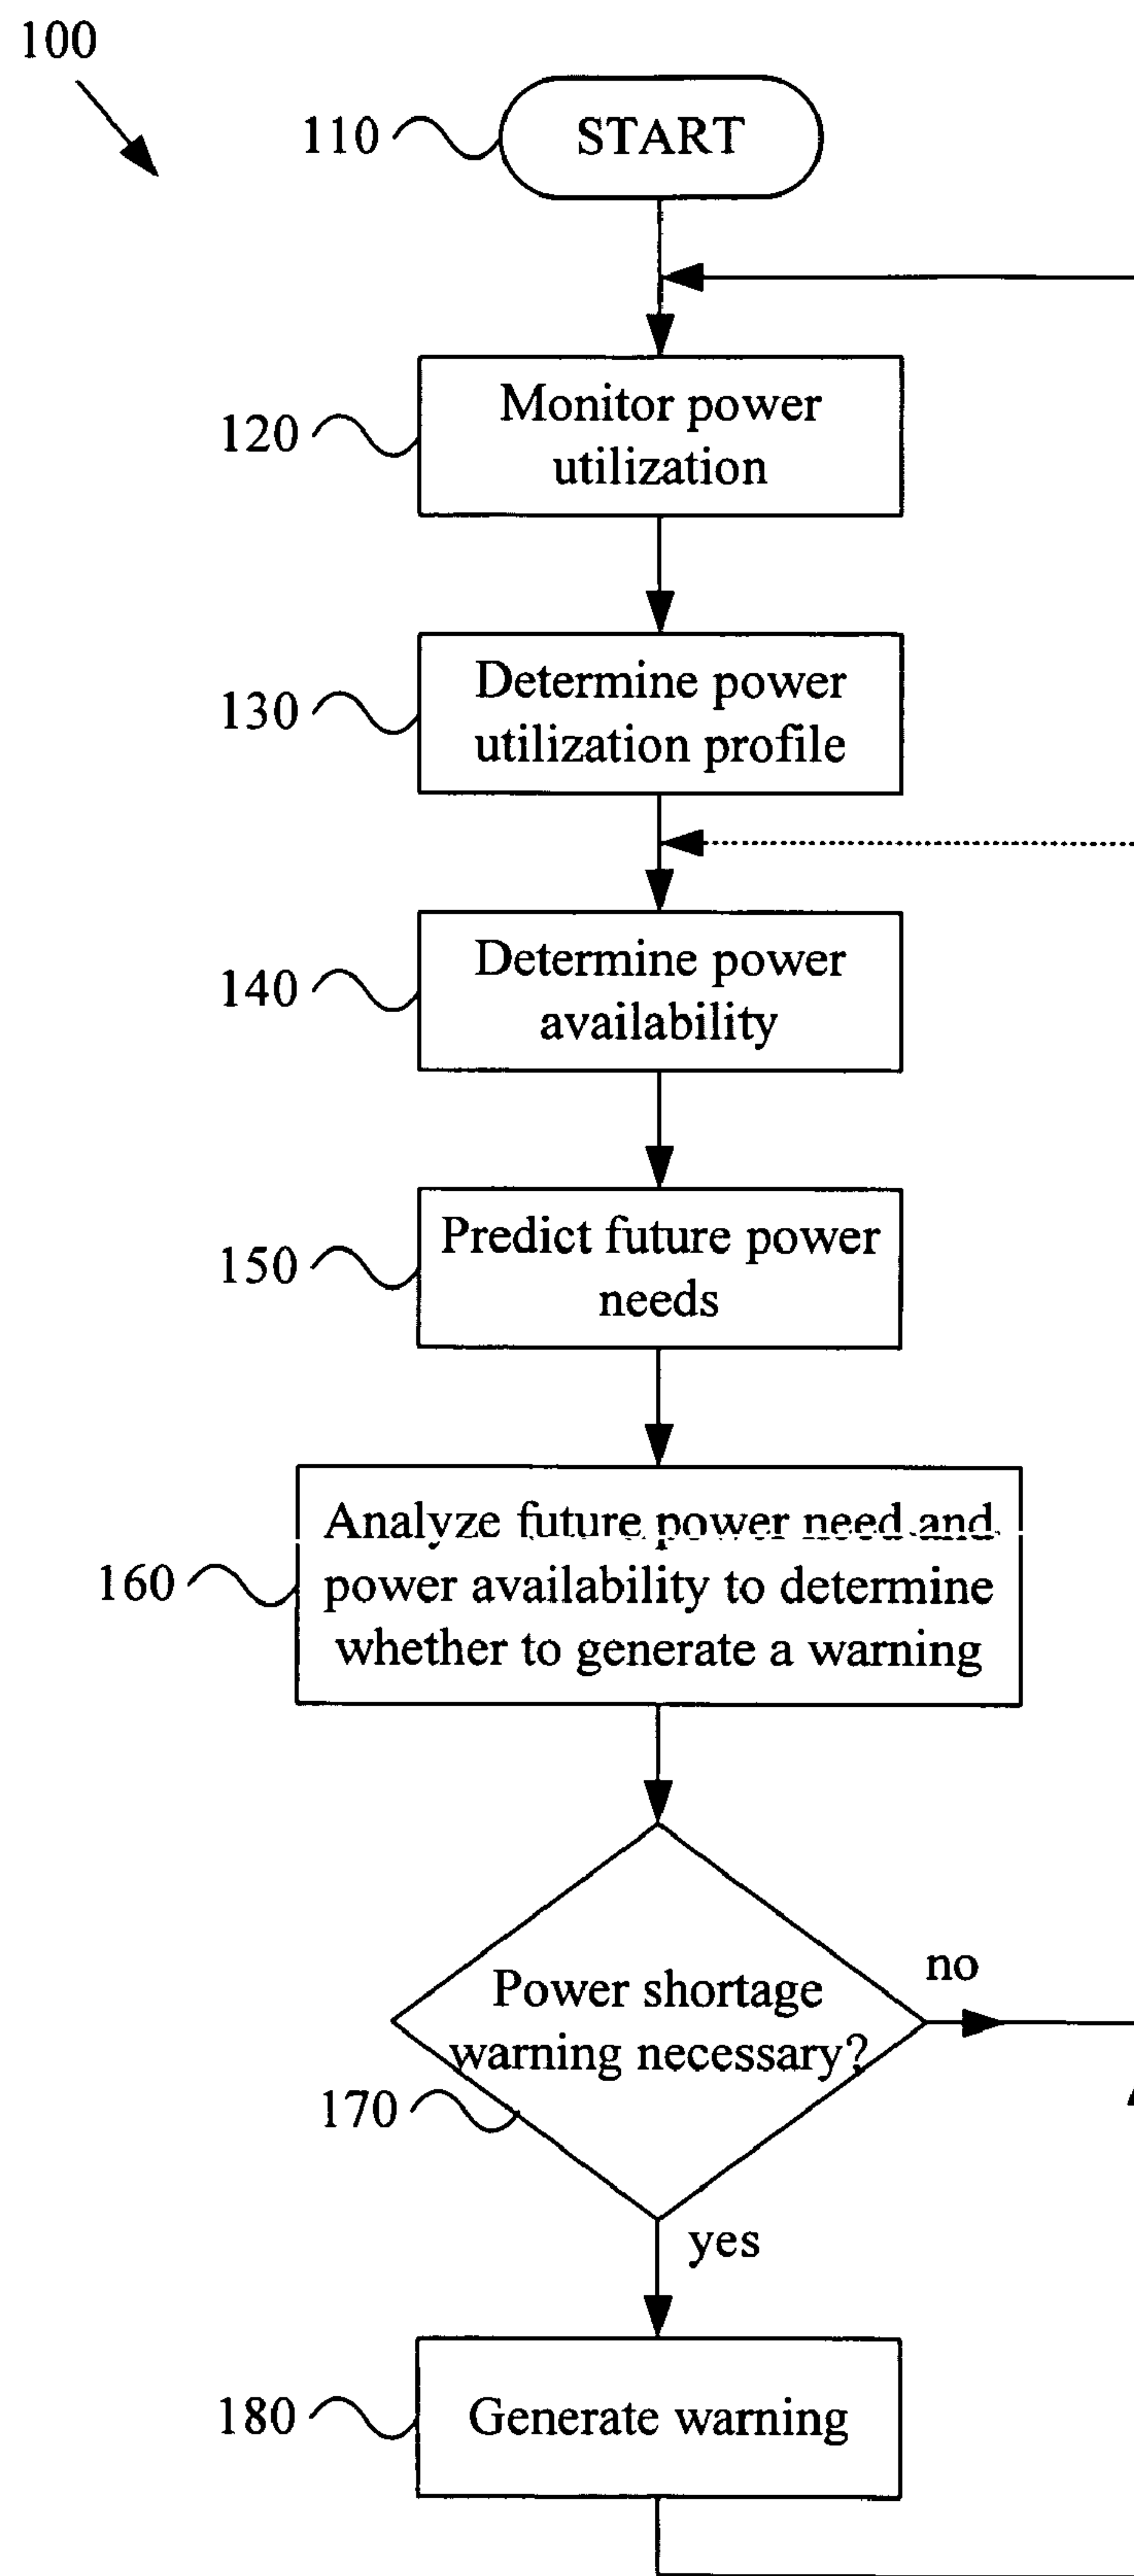 100
110
START
120
Monitor power
utilization
130
Determine power
utilization profile
140
Determine power
availability
150
Predict future power
needs
Analyze future power need and
160
power availability to determine
whether to generate a warning
no
Power shortage
warning necessary?
170
yes
180
Generate warning